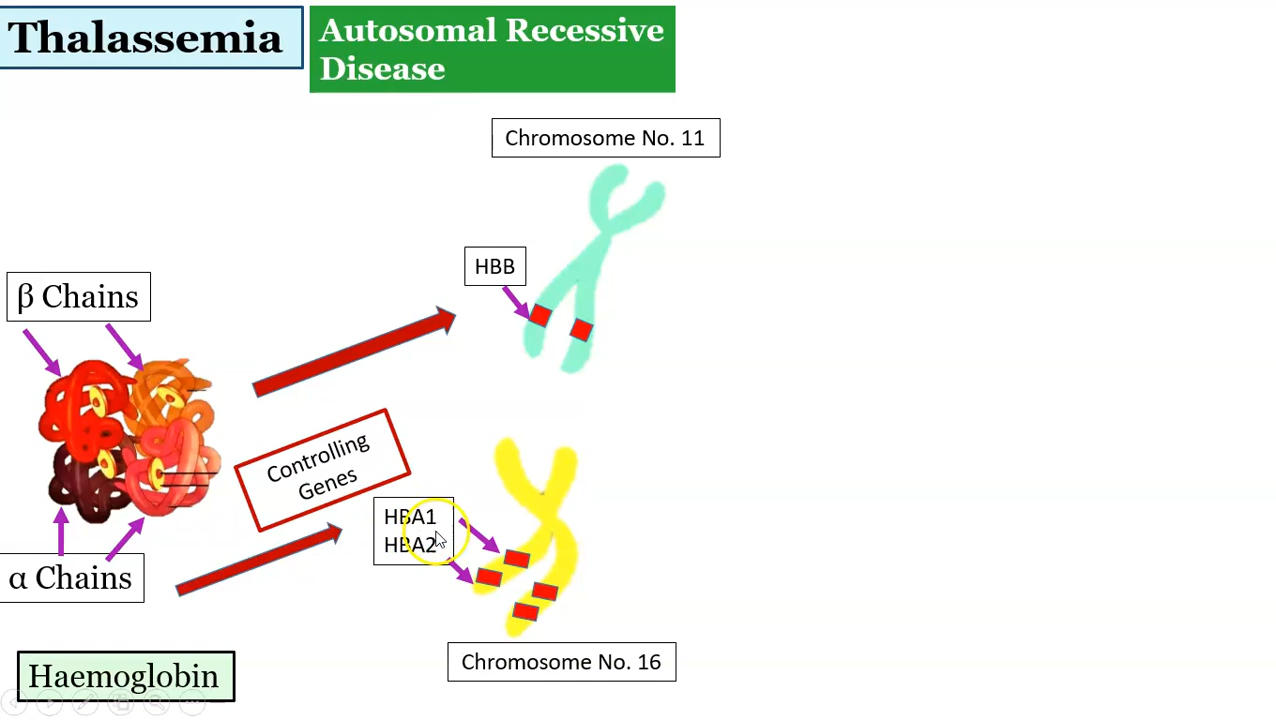 Thalassemia
Autosomal Recessive
Disease
Chromosome No. 11
HBB
β Chains
Controlling
Genes
HBA1
HBA2
α Chains
Chromosome No. 16
Haemoglobin